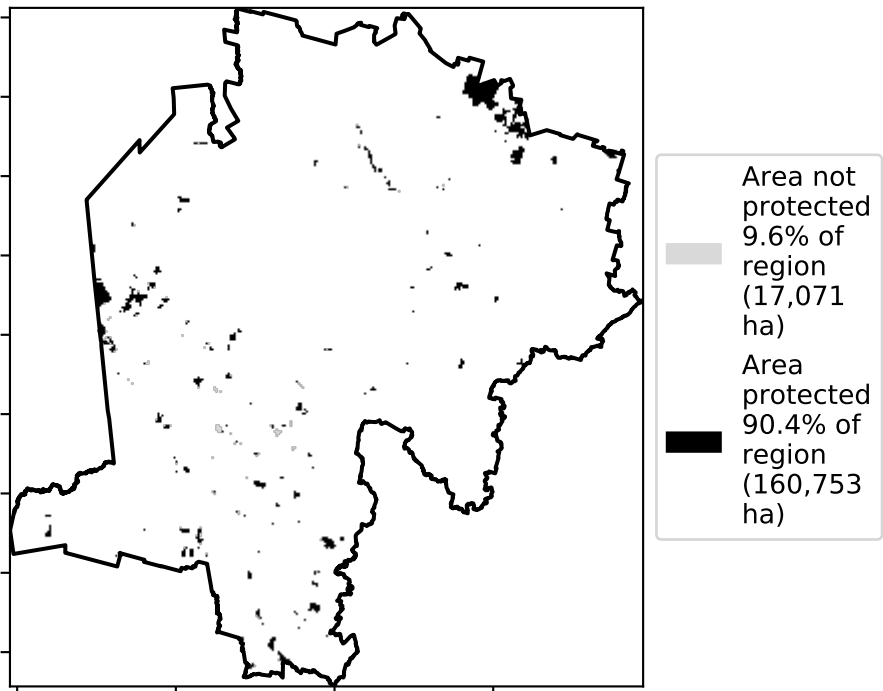 Area not
protected
9.6% of
region
(17,071
ha)
Area
protected
90.4% of
region
(160,753
ha)